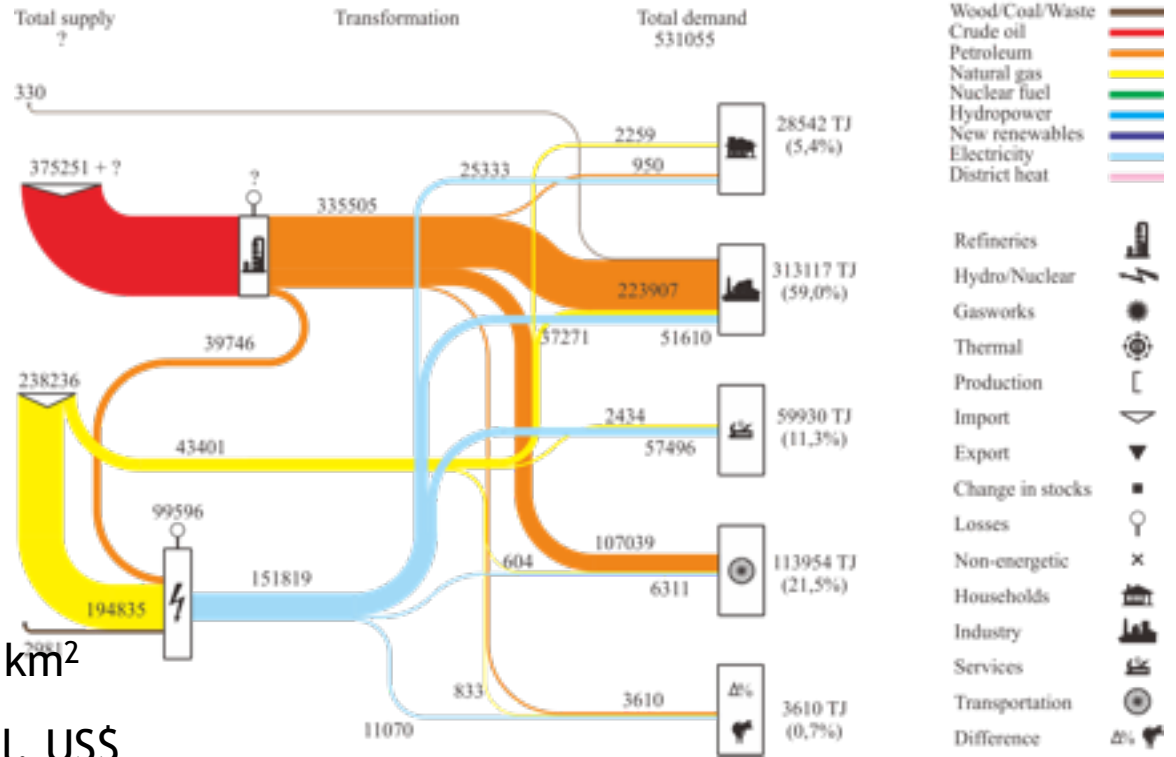 Total supply
?
Transformation
Total demand
531055
330
375251 + ?
?
335505
39746
238236
43401
99596
194835
2981
151819
25333
2259
950
223907
37271
51610
2434
57496
107039
604
6311
833
3610
11070
28542 TJ
(5,4%)
313117 TJ
(59,0%)
59930 TJ
(11,3%)
113954 TJ
(21,5%)
Δ%
3610 TJ
(0,7%)
km²
US$
Wood/Coal/Waste
Crude oil
Petroleum
Natural gas
Nuclear fuel
Hydropower
New renewables
Electricity
District heat
Refineries
Hydro/Nuclear
Gasworks
Thermal
Production
Import
Export
Change in stocks
Losses
Non-energetic
Households
Industry
Services
Transportation
Difference Δ%